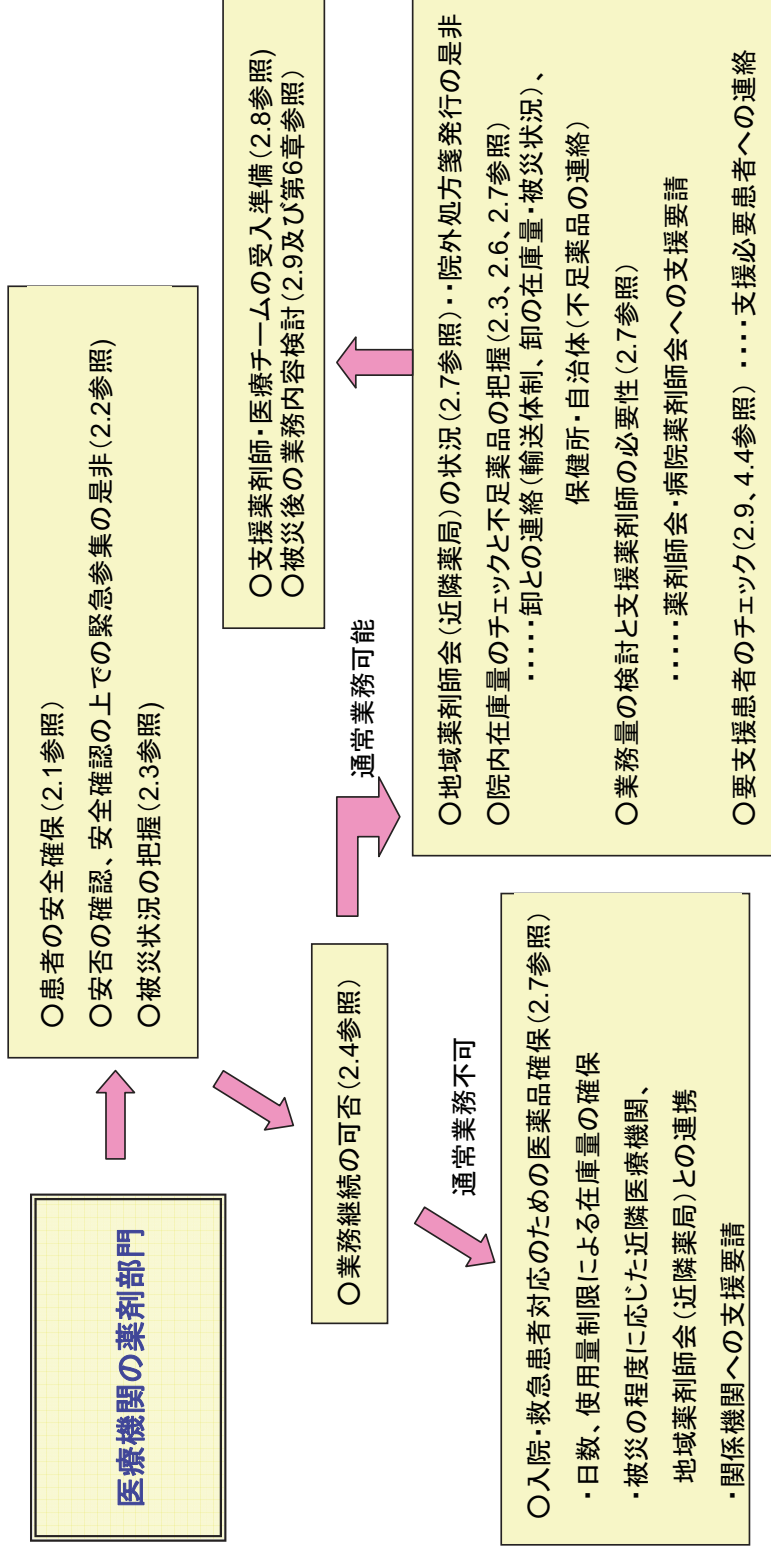 医療機関の薬剤部門
○患者の安全確保(2.1参照)
○安否の確認、安全確認の上での緊急参集の是非(2.2参照)
○被災状況の把握(2.3参照)
○業務継続の可否(2.4参照)
通常業務不可
○入院・救急患者対応のための医薬品確保(2.7参照)
・日数、使用量制限による在庫量の確保
・被災の程度に応じた近隣医療機関、
地域薬剤師会(近隣薬局)との連携
・関係機関への支援要請
通常業務可能
○地域薬剤師会(近隣薬局)の状況(2.7参照)・・院外処方箋発行の是非
○院内在庫量のチェックと不足薬品の把握(2.3、2.6、2.7参照)
・・・・・卸との連絡(輸送体制、卸の在庫量・被災状況)、
保健所・自治体(不足薬品の連絡)
○業務量の検討と支援薬剤師の必要性(2.7参照)
・・・・・薬剤師会・病院薬剤師会への支援要請
○要支援患者のチェック(2.9、4.4参照) ・・・・支援必要患者への連絡
○支援薬剤師・医療チームの受入準備(2.8参照)
○被災後の業務内容検討(2.9及び第6章参照)